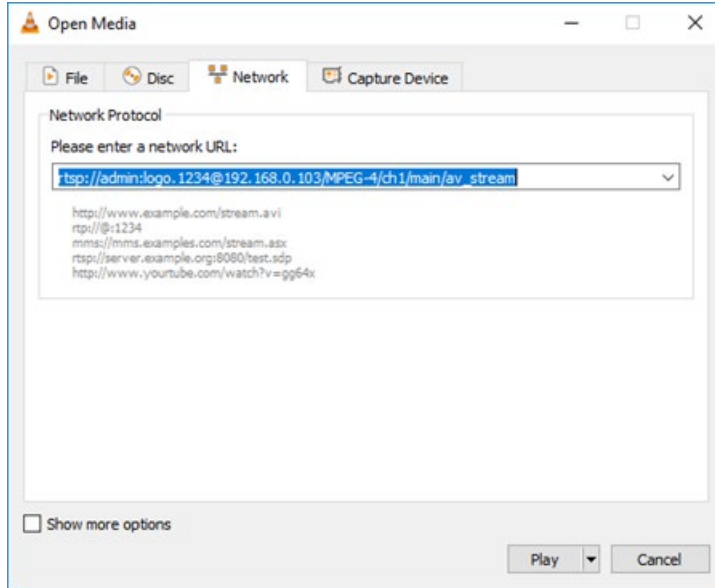 Open Media
File Disc Network Capture Device
Network Protocol
Please enter a network URL:
rtsp://admin:logo.1234@192.168.0.103/MPEG-4/ch1/main/av_stream
http://www.example.com/stream.avi
rtp://@:1234
mms://mms.examples.com/stream.asx
rtsp://server.example.org:8080/test.sdp
http://www.yourtube.com/watch?v=gg64x
Show more options
Play Cancel